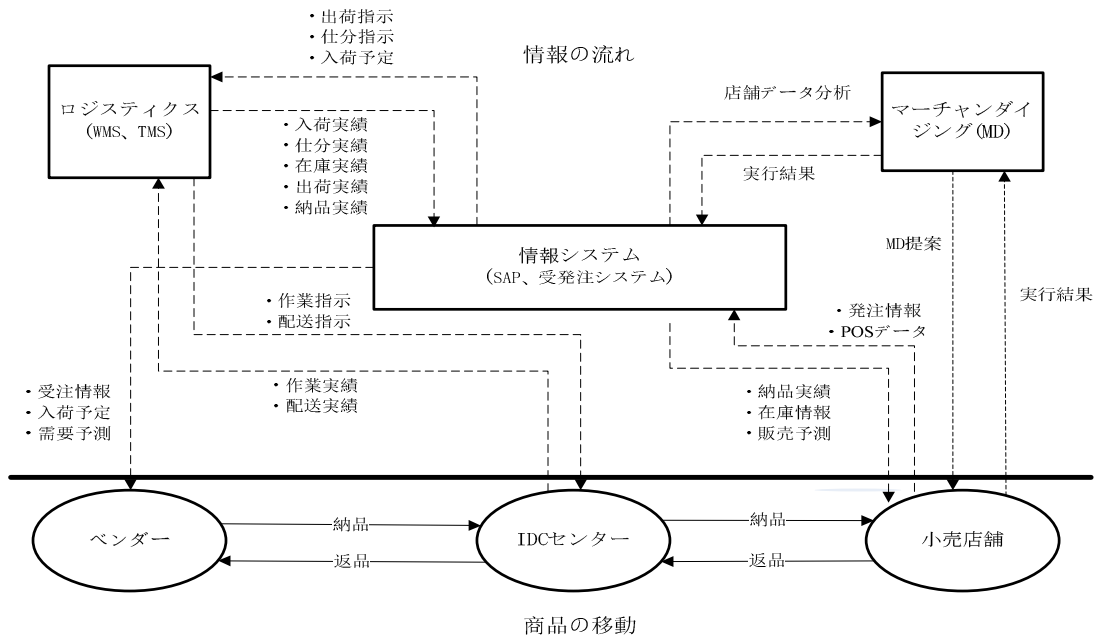 ・出荷指示
・仕分指示
・入荷予定
情報の流れ
ロジスティクス
(WMS、TMS)
・入荷実績
・仕分実績
・在庫実績
・出荷実績
・納品実績
店舗データ分析
マーチャンダイ
ジング(MD)
実行結果
情報システム
(SAP、受発注システム)
MD提案
実行結果
・作業指示
・配送指示
・発注情報
・POSデータ
・受注情報
・入荷予定
・需要予測
・作業実績
・配送実績
・納品実績
・在庫情報
・販売予測
ベンダー
納品
返品
IDCセンター
納品
返品
小売店舗
商品の移動